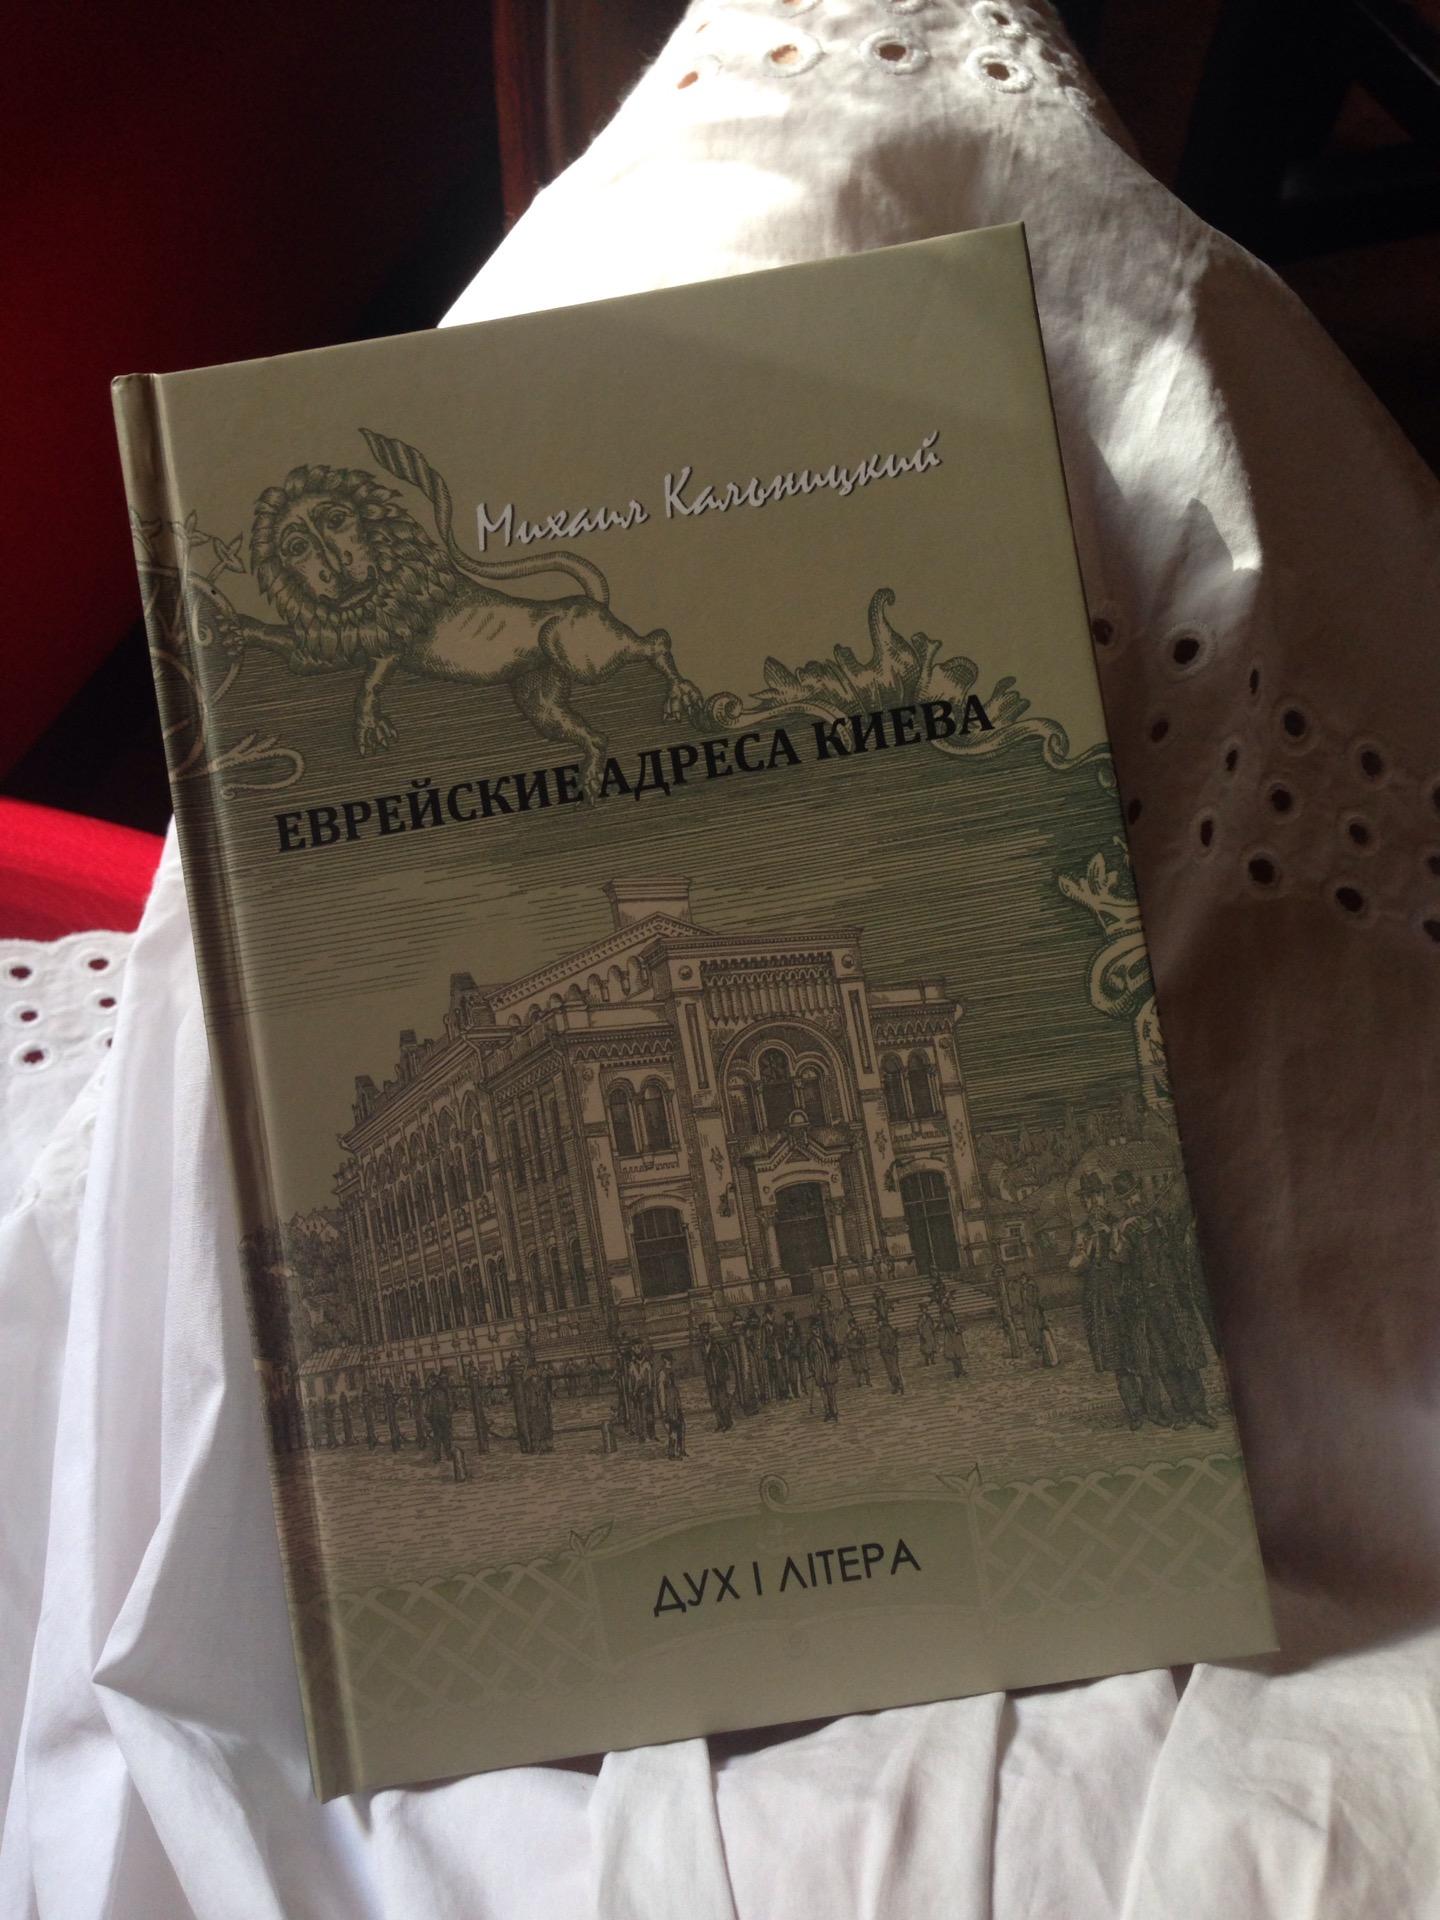 Михаил Кальницкий
ЕВРЕЙСКИЕ АДРЕСА КИЕВА
ДУХ І ЛІТЕРА